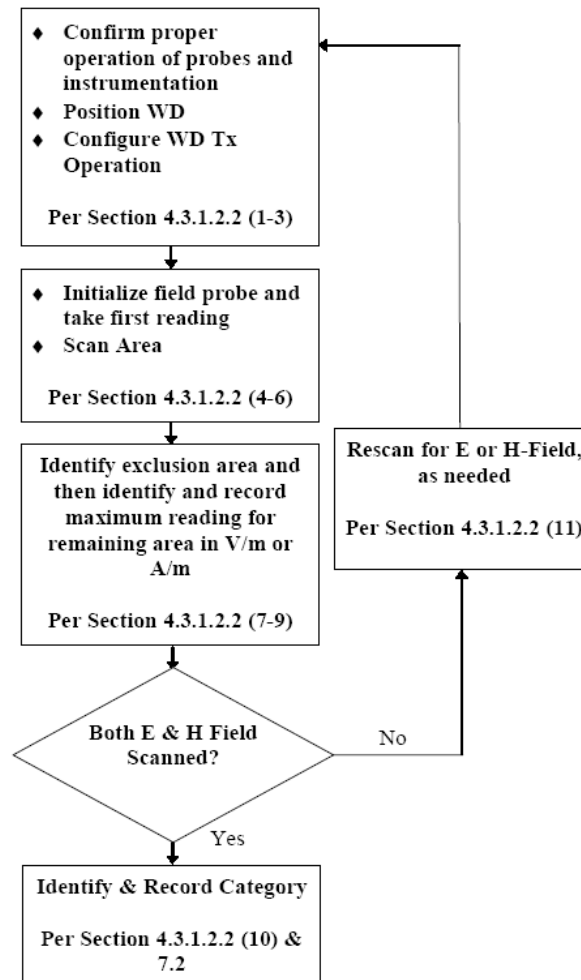 ♦ Confirm proper
operation of probes and
instrumentation
♦ Position WD
♦ Configure WD Tx
Operation
Per Section 4.3.1.2.2 (1-3)
♦ Initialize field probe and
take first reading
♦ Scan Area
Per Section 4.3.1.2.2 (4-6)
Identify exclusion area and
then identify and record
maximum reading for
remaining area in V/m or
A/m
Per Section 4.3.1.2.2 (7-9)
Rescan for E or H-Field,
as needed
Per Section 4.3.1.2.2 (11)
Both E & H Field
Scanned?
No
Yes
Identify & Record Category
Per Section 4.3.1.2.2 (10) &
7.2